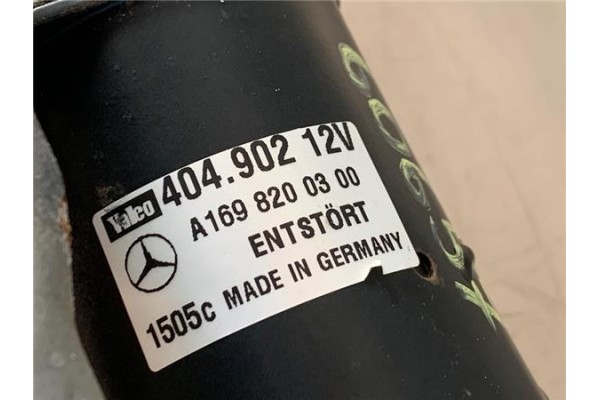 Valeo 404.902 12V
A169 820 03 00
ENTSTÖRT
1505c MADE IN GERMANY